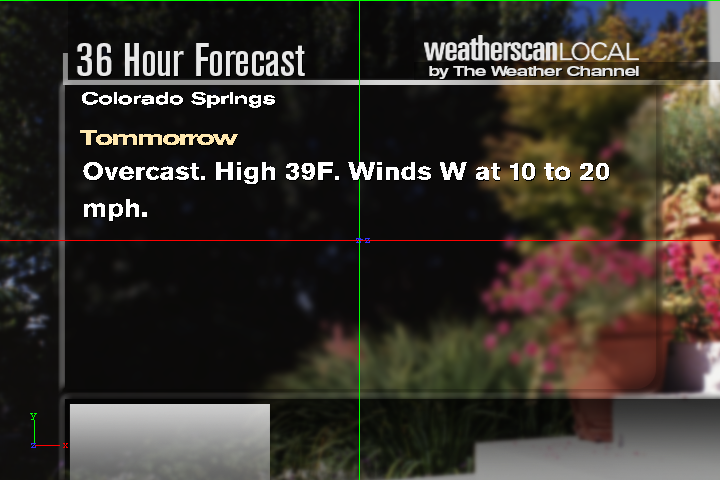 36 Hour Forecast
weatherscanLOCAL
by The Weather Channel
Colorado Springs
Tommorrow
Overcast. High 39F. Winds W at 10 to 20
mph.
y
x